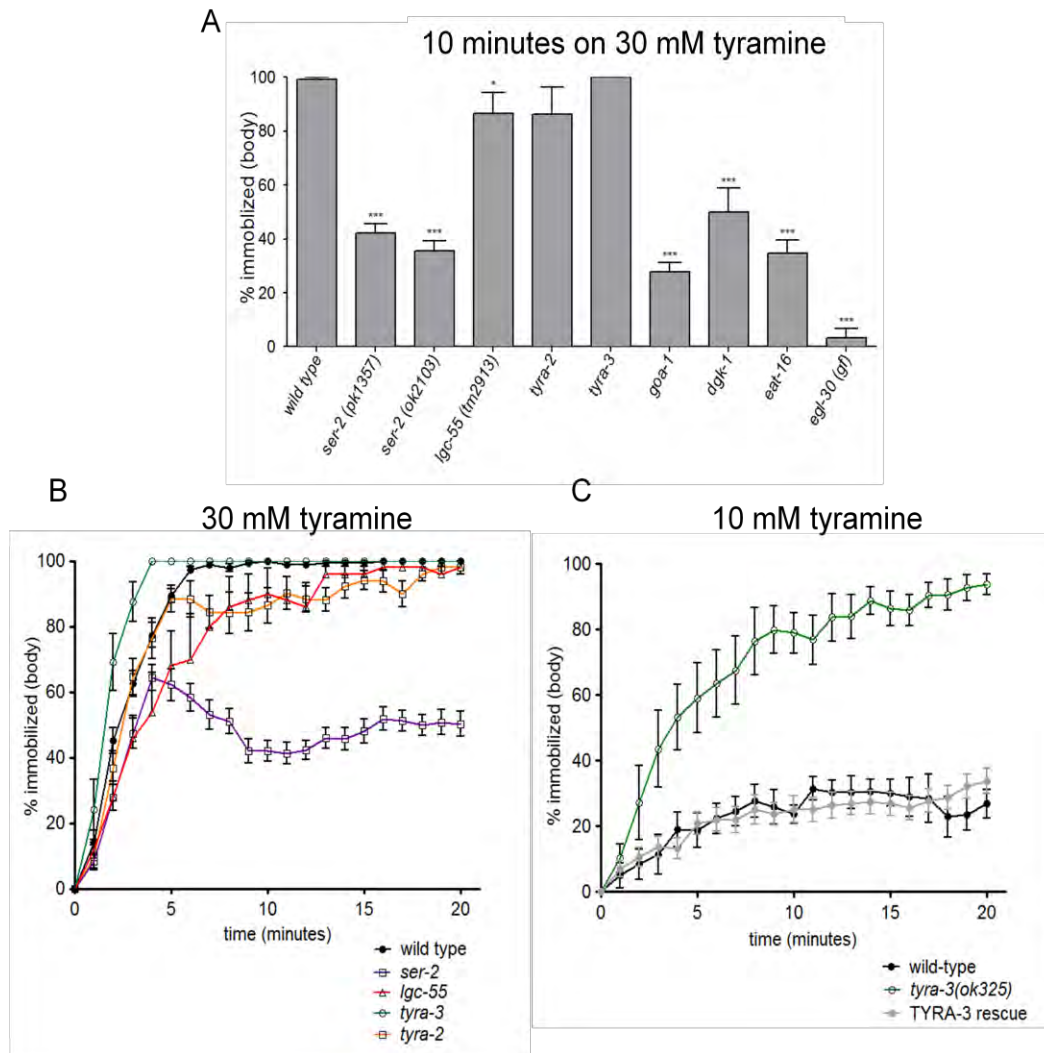 A
10 minutes on 30 mM tyramine
% immoblized (body)
100
80
60
40
20
0
***
***
*
***
***
***
***
wild type
ser-2 (pk1357)
ser-2 (ok2103)
lgc-55 (tm2913)
tyra-2
tyra-3
goa-1
dgk-1
eat-16
egl-30 (gf)
B
30 mM tyramine
% immobilized (body)
100
80
60
40
20
0
0 5 10 15 20
time (minutes)
wild type
ser-2
lgc-55
tyra-3
tyra-2
C
10 mM tyramine
% immobilized (body)
100
80
60
40
20
0
0 5 10 15 20
time (minutes)
wild-type
tyra-3(ok325)
TYRA-3 rescue